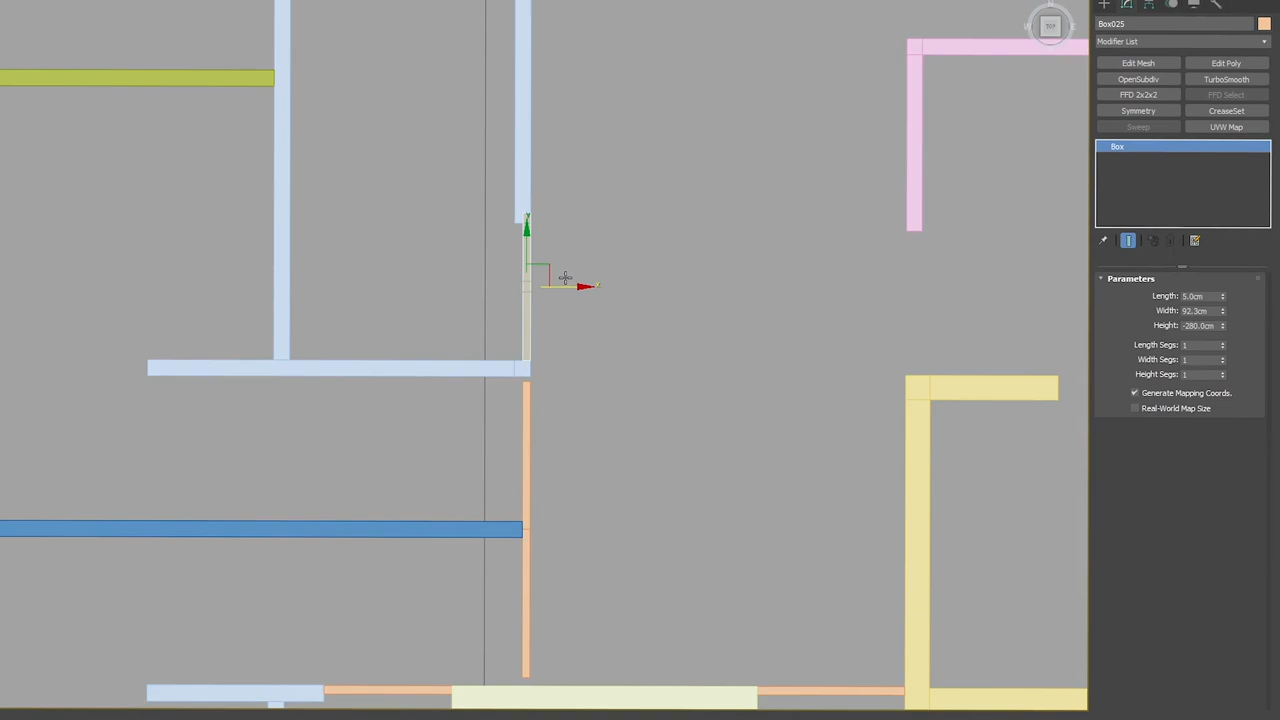 TOP
Box025
Modifier List
Edit Mesh
Edit Poly
OpenSubdiv
TurboSmooth
FFD 2x2x2
FFD Select
Symmetry
CreaseSet
Sweep
UVW Map
Box
Parameters
Length: 5.0cm
Width: 92.3cm
Height: -280.0cm
Length Segs: 1
Width Segs: 1
Height Segs: 1
Generate Mapping Coords.
Real-World Map Size